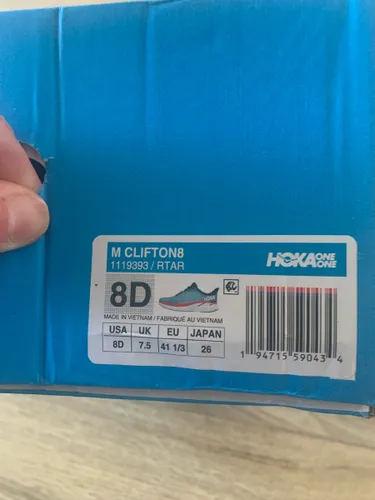 M CLIFTON8
1119393 / RTAR
HOKA ONE ONE
8D
MADE IN VIETNAM / FABRIQUÉ AU VIETNAM
USA UK EU JAPAN
8D 7.5 41 1/3 26
1 94715 59043 4